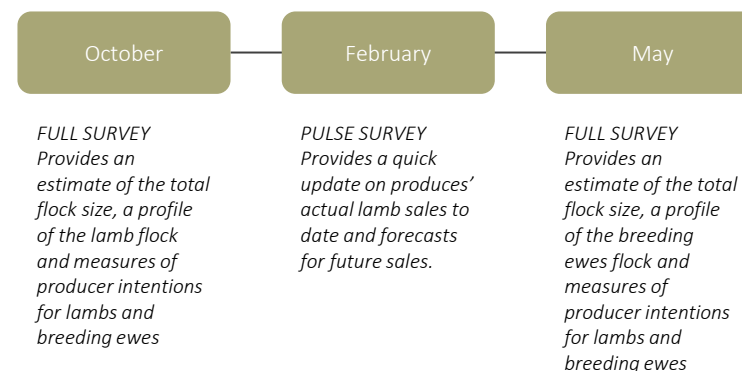 October
February
May
FULL SURVEY
Provides an
estimate of the total
flock size, a profile
of the lamb flock
and measures of
producer intentions
for lambs and
breeding ewes
PULSE SURVEY
Provides a quick
update on produces’
actual lamb sales to
date and forecasts
for future sales.
FULL SURVEY
Provides an
estimate of the total
flock size, a profile
of the breeding
ewes flock and
measures of
producer intentions
for lambs and
breeding ewes